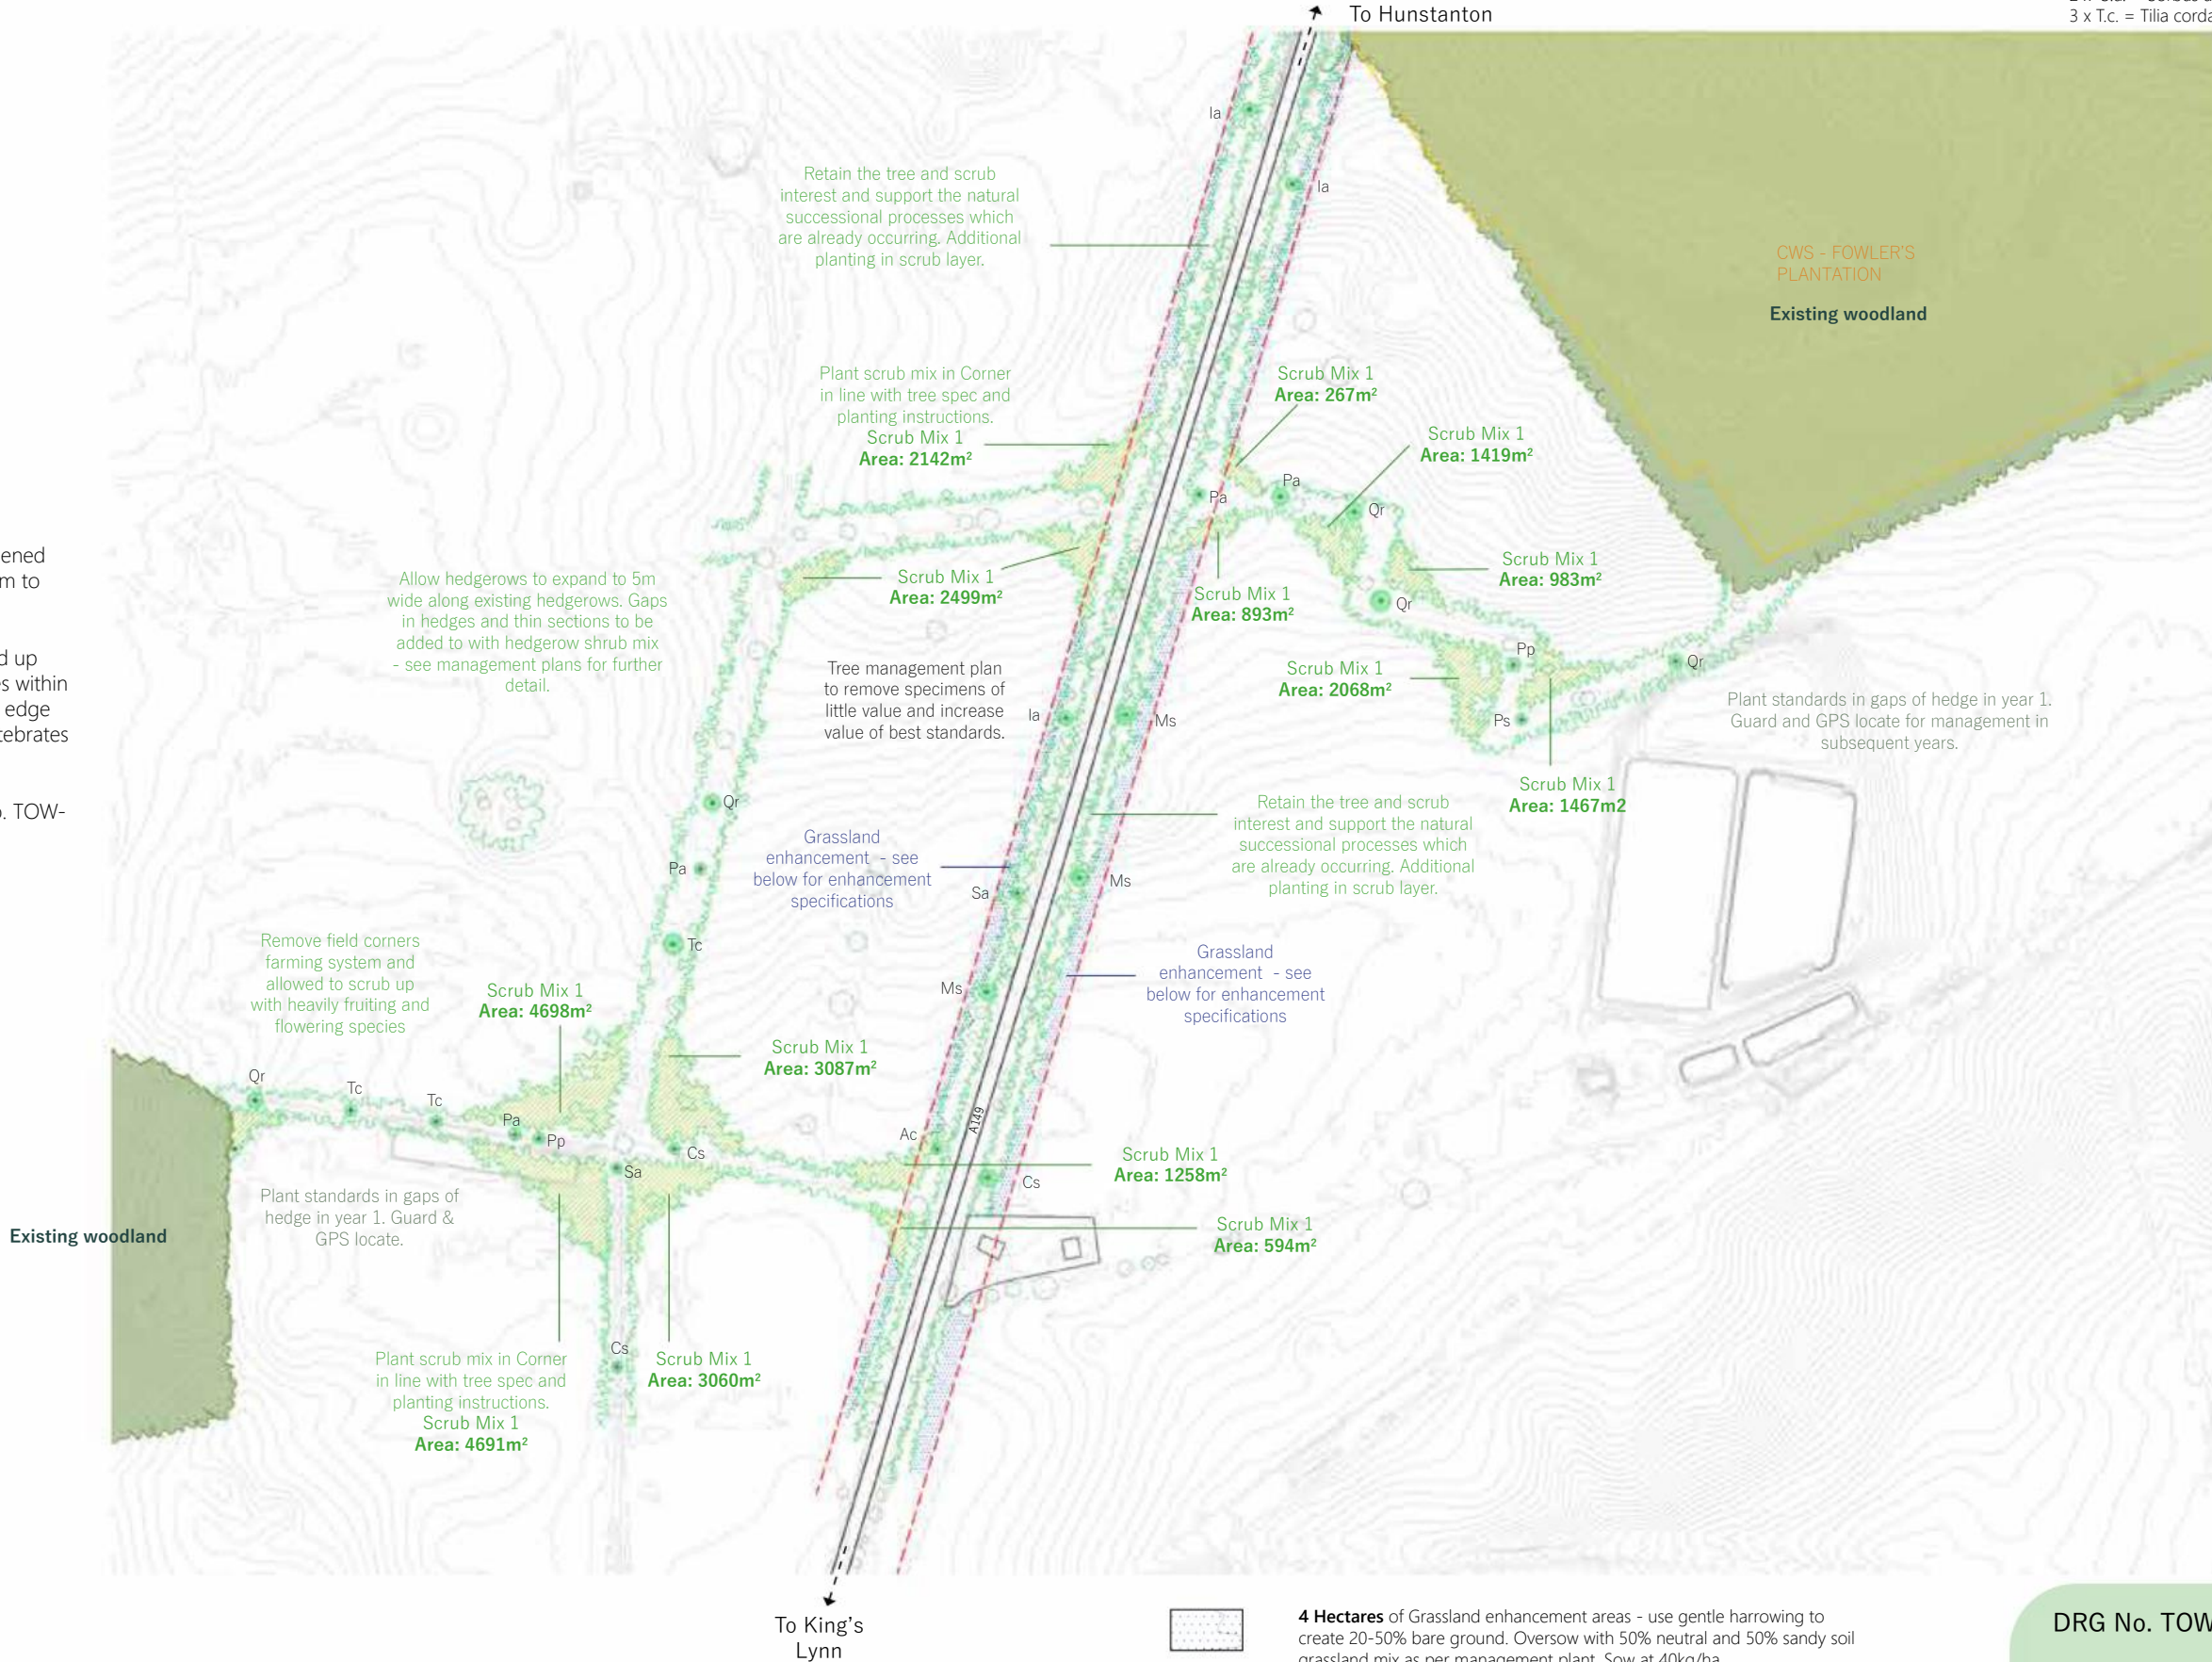 To Hunstanton
3 x T.c. = Tilia corda
Ia
Ia
Retain the tree and scrub
interest and support the natural
successional processes which
are already occurring. Additional
planting in scrub layer.
CWS - FOWLER'S
PLANTATION
Existing woodland
Plant scrub mix in Corner
in line with tree spec and
planting instructions.
Scrub Mix 1
Area: 2142m²
Scrub Mix 1
Area: 267m²
Scrub Mix 1
Area: 1419m²
Pa
Pa
Qr
ened
m to
d up
s within
edge
tebrates
o. TOW-
Allow hedgerows to expand to 5m
wide along existing hedgerows. Gaps
in hedges and thin sections to be
added to with hedgerow shrub mix
- see management plans for further
detail.
Scrub Mix 1
Area: 2499m²
Scrub Mix 1
Area: 893m²
Scrub Mix 1
Area: 983m²
Qr
Tree management plan
to remove specimens of
little value and increase
value of best standards.
Ia
Ms
Scrub Mix 1
Area: 2068m²
Pp
Ps
Qr
Plant standards in gaps of hedge in year 1.
Guard and GPS locate for management in
subsequent years.
Scrub Mix 1
Area: 1467m2
Qr
Pa
Tc
Grassland
enhancement - see
below for enhancement
specifications
Sa
Ms
Retain the tree and scrub
interest and support the natural
successional processes which
are already occurring. Additional
planting in scrub layer.
Remove field corners
farming system and
allowed to scrub up
with heavily fruiting and
flowering species
Scrub Mix 1
Area: 4698m²
Ms
Grassland
enhancement - see
below for enhancement
specifications
Scrub Mix 1
Area: 3087m²
Qr
Tc
Tc
Pa
Pp
Sa
Cs
Ac
A149
Cs
Scrub Mix 1
Area: 1258m²
Plant standards in gaps of
hedge in year 1. Guard &
GPS locate.
Existing woodland
Scrub Mix 1
Area: 594m²
Cs
Plant scrub mix in Corner
in line with tree spec and
planting instructions.
Scrub Mix 1
Area: 4691m²
Scrub Mix 1
Area: 3060m²
To King's
Lynn
4 Hectares of Grassland enhancement areas - use gentle harrowing to
create 20-50% bare ground. Oversow with 50% neutral and 50% sandy soil
grassland mix as per management plant. Sow at 40kg/ha
DRG No. TOW